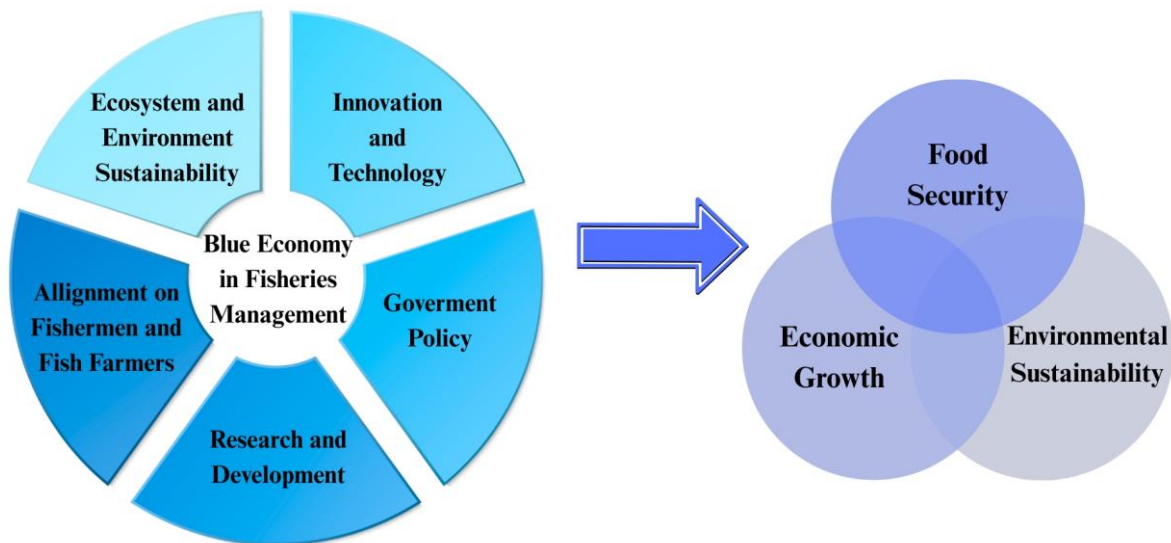 Ecosystem and
Environment
Sustainability
Innovation
and
Technology
Blue Economy
in Fisheries
Management
Allignment on
Fishermen and
Fish Farmers
Goverment
Policy
Research and
Development
Food
Security
Economic
Growth
Environmental
Sustainability